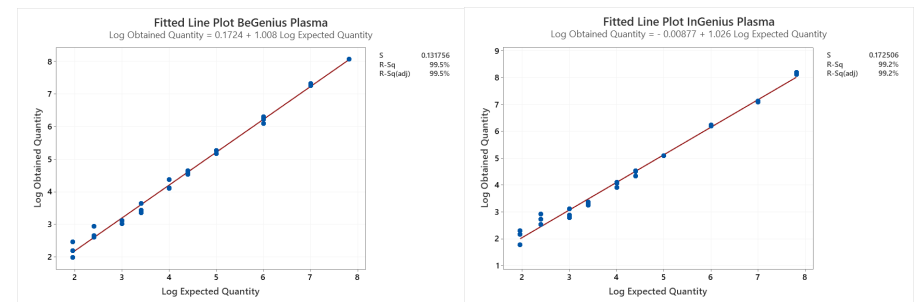 Fitted Line Plot BeGenius Plasma
Log Obtained Quantity = 0.1724 + 1.008 Log Expected Quantity
S 0.131756
R-Sq 99.5%
R-Sq(adj) 99.5%
8
7
6
5
4
3
2
Log Obtained Quantity
2 3 4 5 6 7 8
Log Expected Quantity
Fitted Line Plot InGenius Plasma
Log Obtained Quantity = - 0.00877 + 1.026 Log Expected Quantity
S 0.172506
R-Sq 99.2%
R-Sq(adj) 99.2%
9
8
7
6
5
4
3
2
1
Log Obtained Quantity
2 3 4 5 6 7 8
Log Expected Quantity